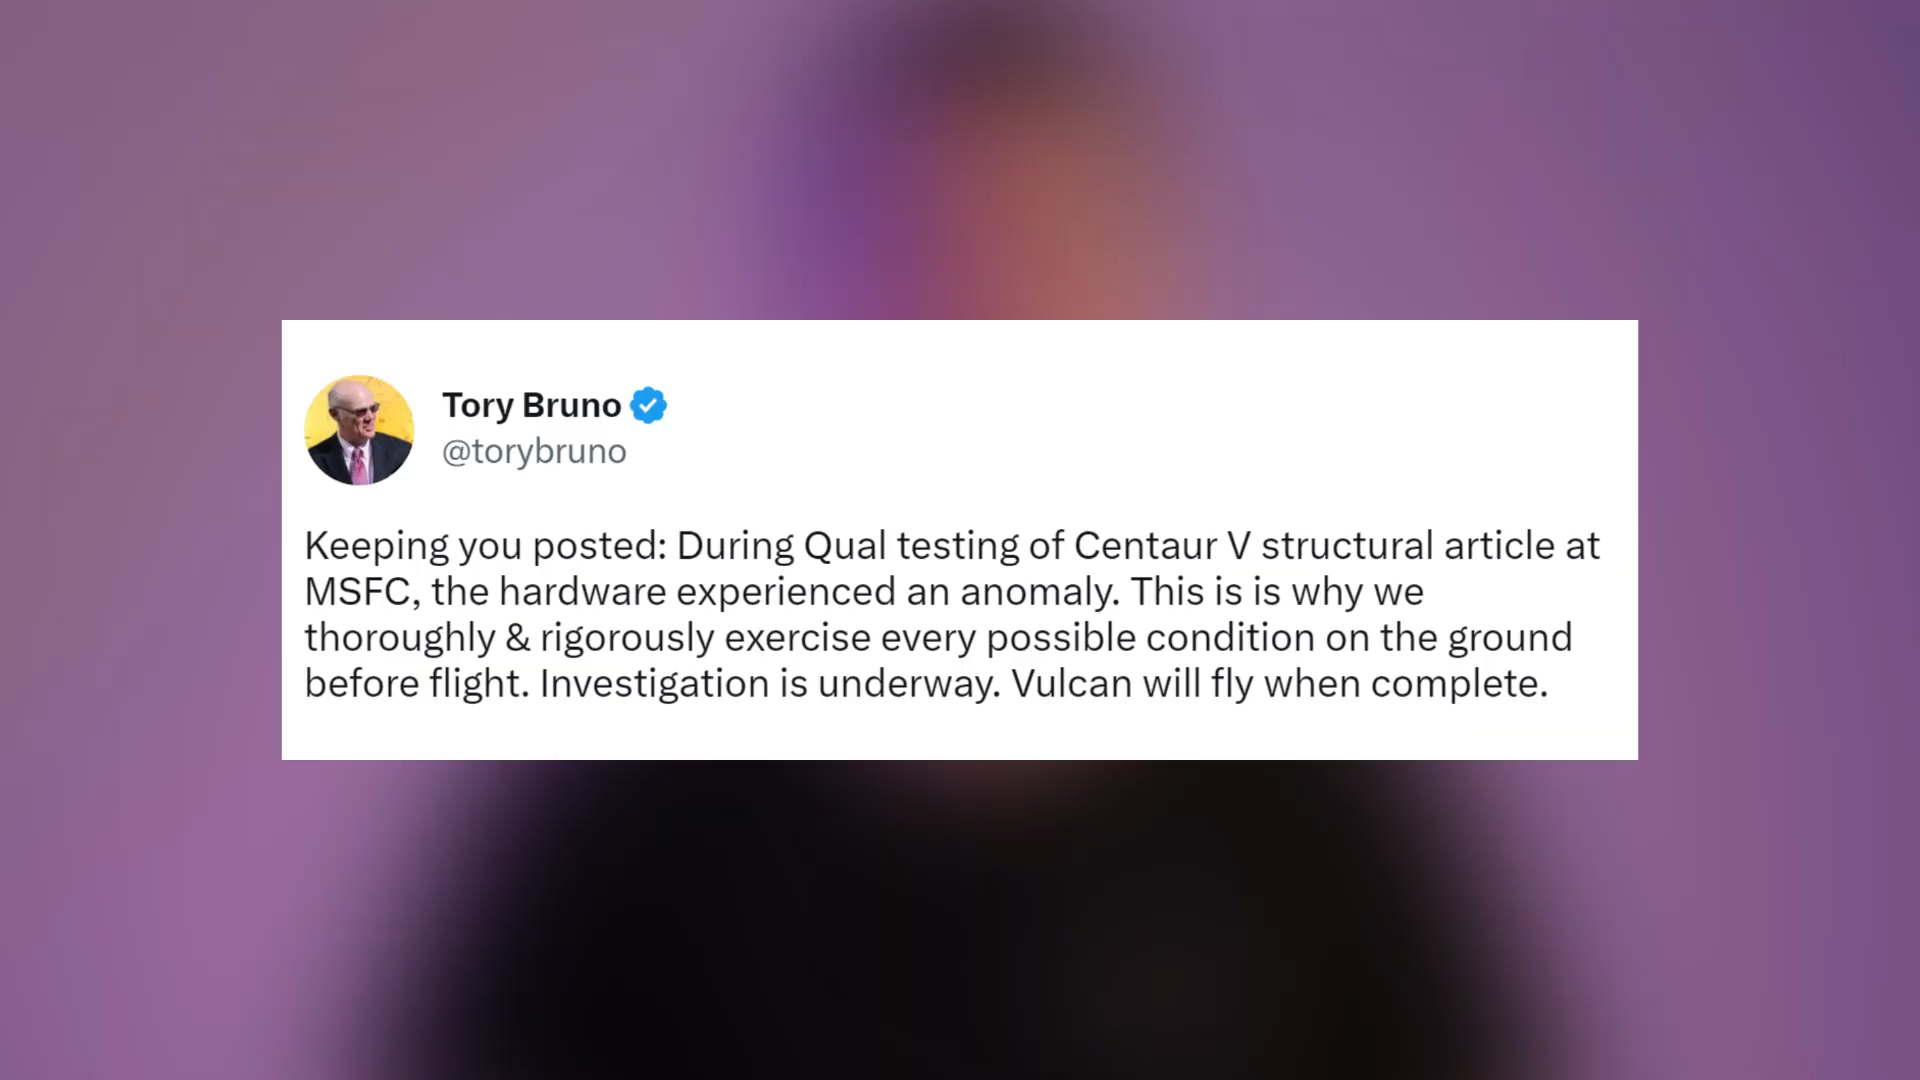 Tory Bruno
@torybruno
Keeping you posted: During Qual testing of Centaur V structural article at
MSFC, the hardware experienced an anomaly. This is is why we
thoroughly & rigorously exercise every possible condition on the ground
before flight. Investigation is underway. Vulcan will fly when complete.